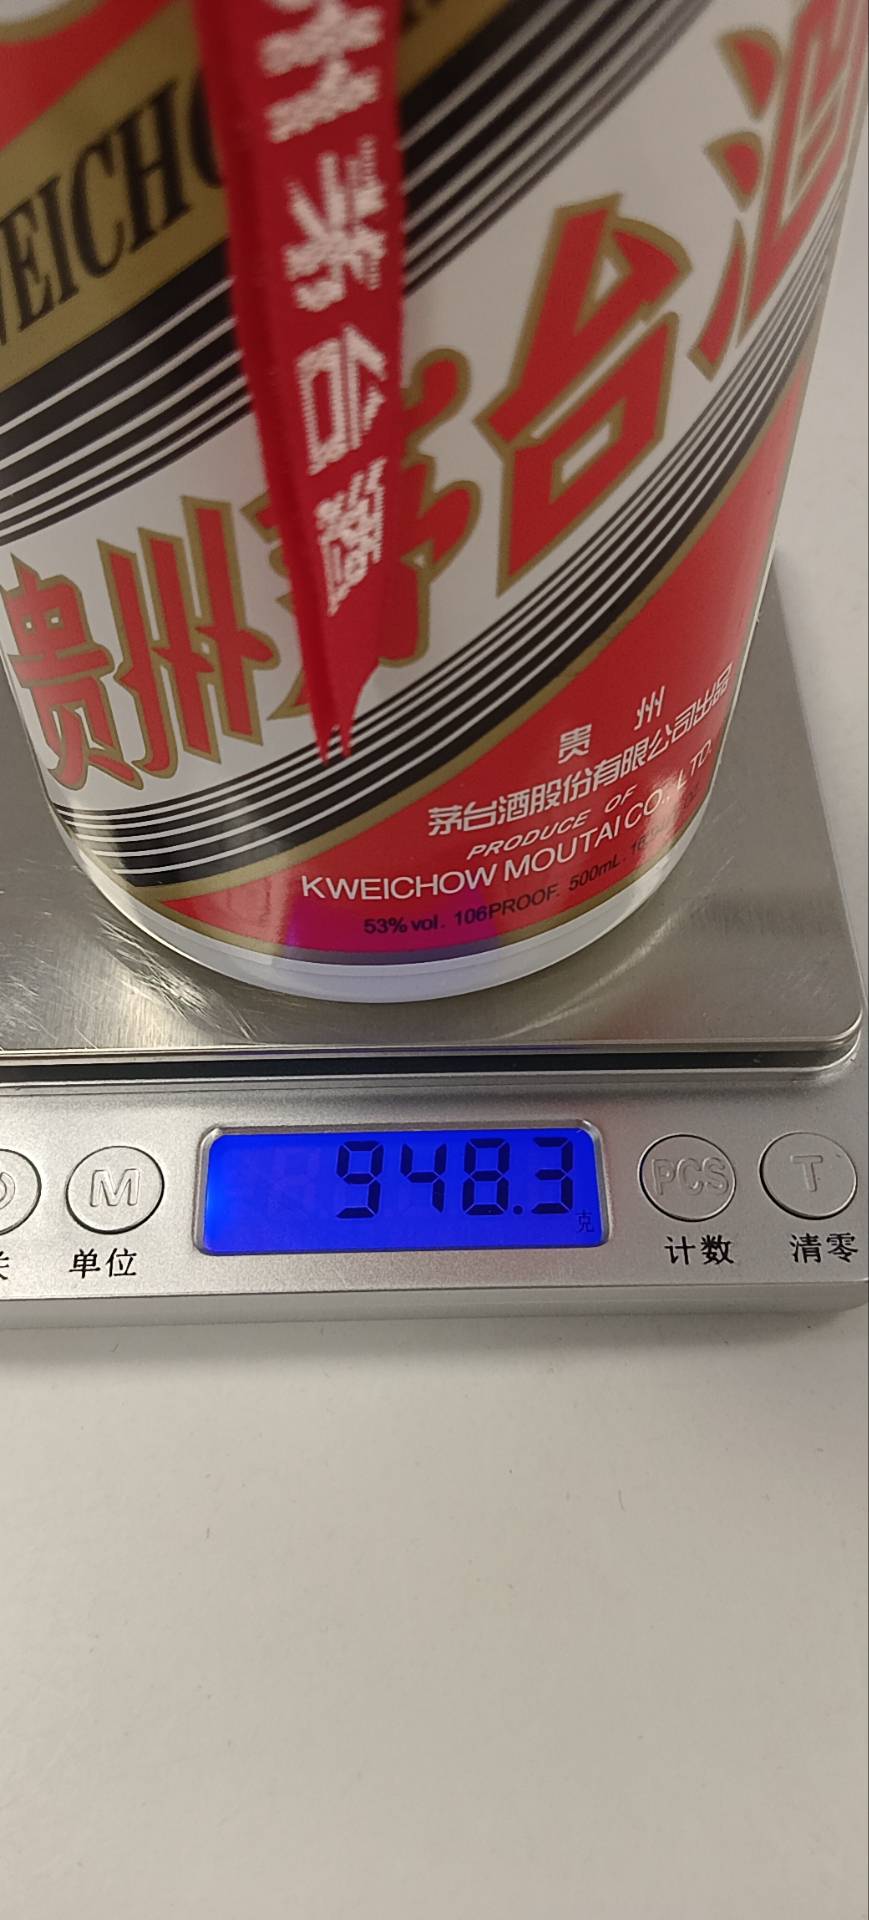 茅台酒
贵州茅台酒
贵 州
茅台酒股份有限公司出品
PRODUCE OF
KWEICHOW MOUTAI CO., LTD.
53% vol. 106PROOF. 500mL.
948.3
克
M
PCS
T
单位
计数
清零